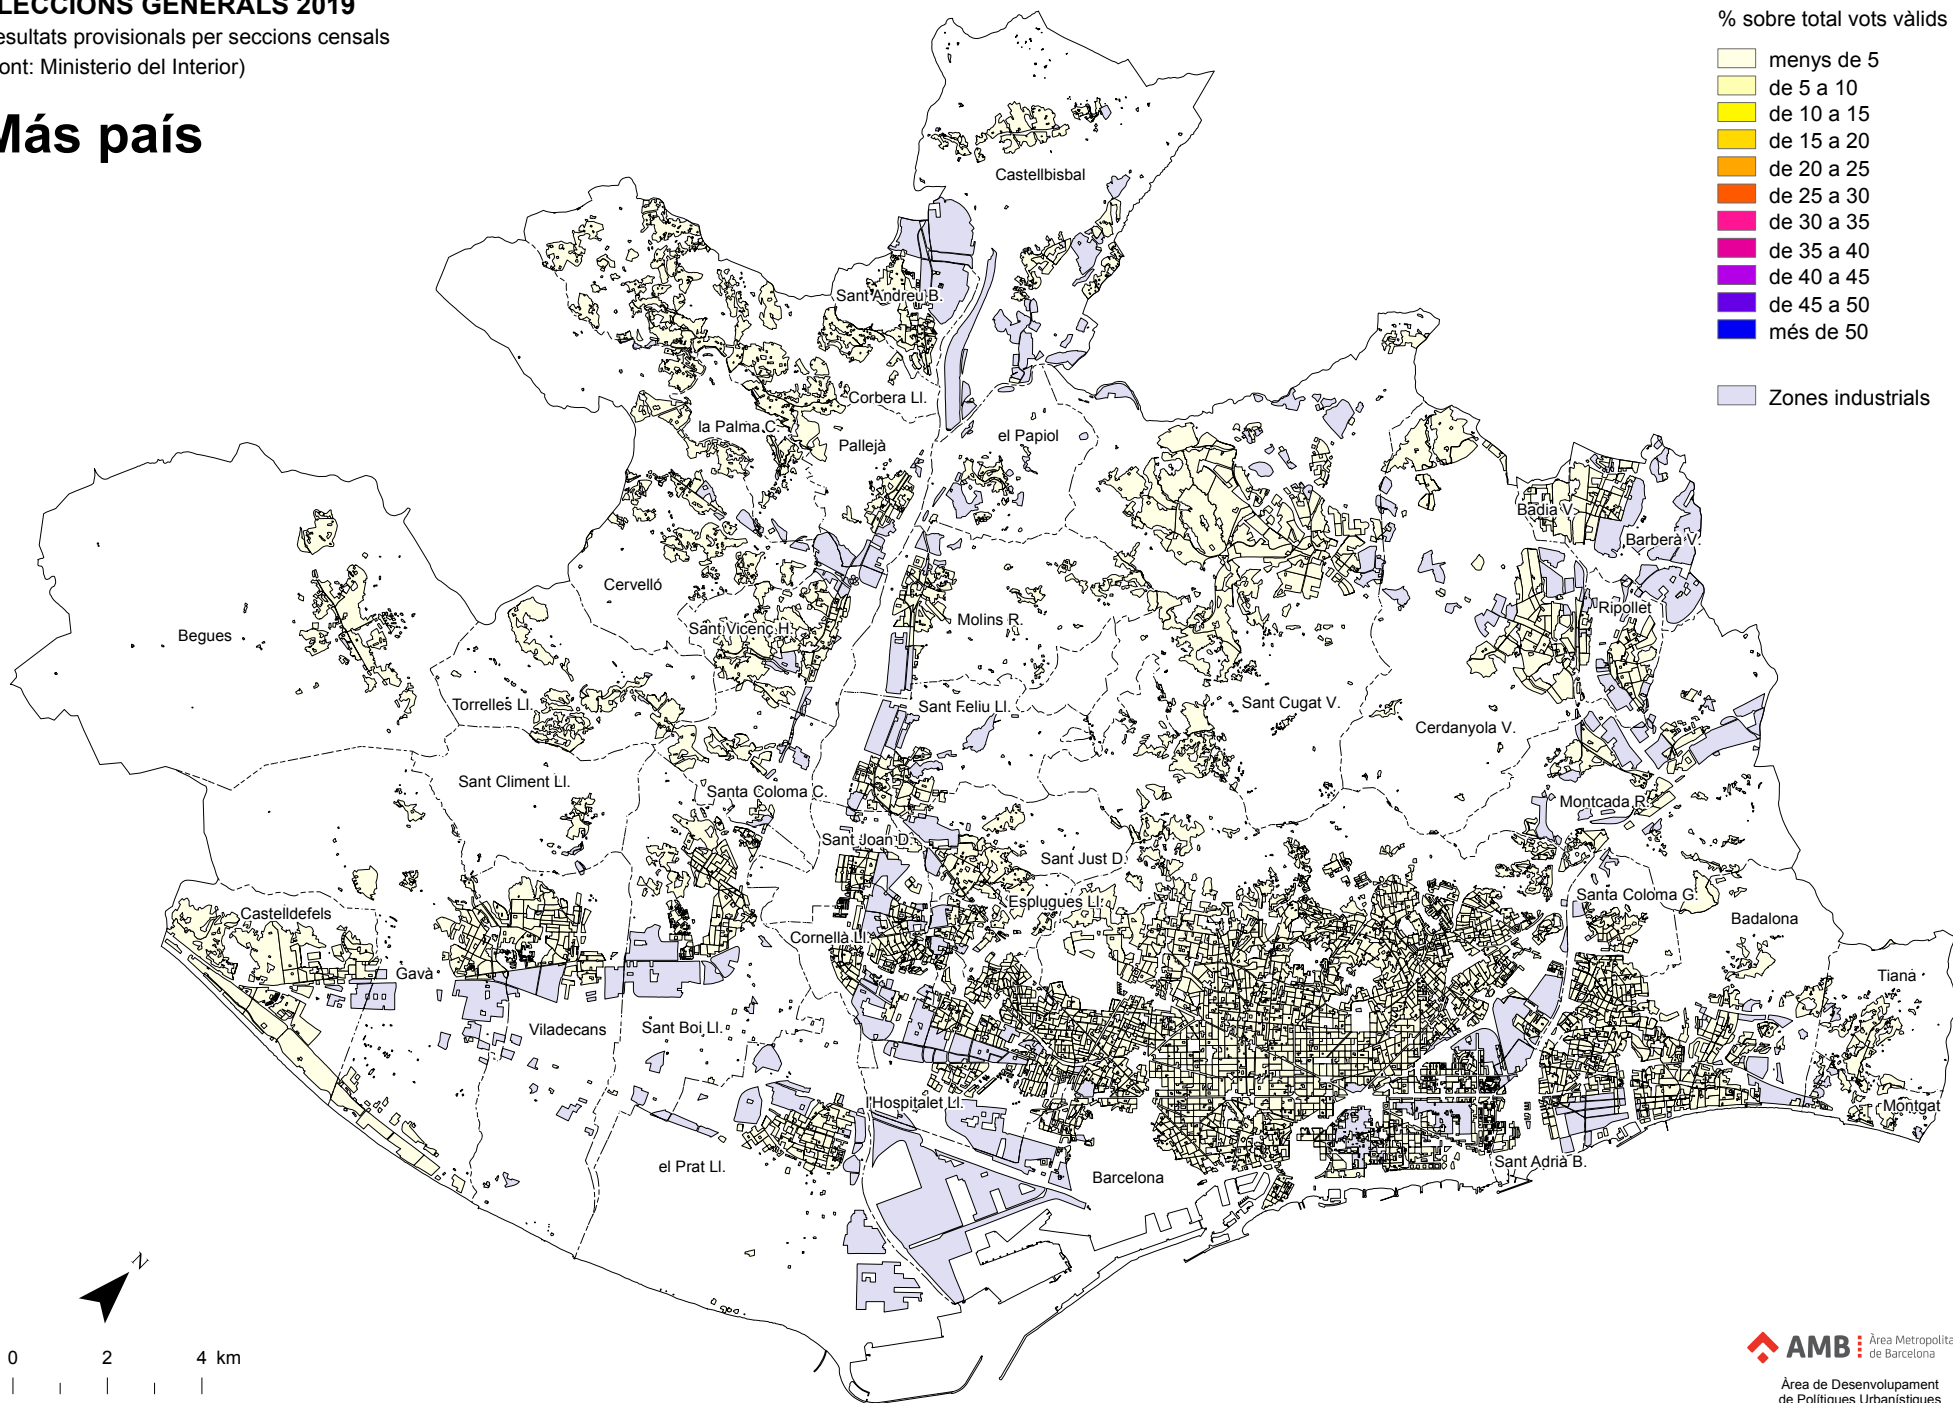 LECCIONS GENERALS 2019
esultats provisionals per seccions censals
ont: Ministerio del Interior)
Más país
% sobre total vots vàlids
menys de 5
de 5 a 10
de 10 a 15
de 15 a 20
de 20 a 25
de 25 a 30
de 30 a 35
de 35 a 40
de 40 a 45
de 45 a 50
més de 50
Zones industrials
Castellbisbal
Sant Andreu B.
Corbera Ll.
la Palma C.
Pallejà
el Papiol
Badia V.
Barberà V.
Cervelló
Ripollet
Begues
Sant Vicenç H.
Molins R.
Torrelles Ll.
Sant Feliu Ll.
Sant Cugat V.
Cerdanyola V.
Sant Climent Ll.
Santa Coloma C.
Montcada R.
Sant Joan D.
Sant Just D.
Castelldefels
Esplugues Ll.
Santa Coloma G.
Badalona
Cornellà Ll.
Gavà
Tiana
Viladecans
Sant Boi Ll.
l'Hospitalet Ll.
Montgat
el Prat Ll.
Barcelona
Sant Adrià B.
N
0 2 4 km
AMB
Àrea Metropolita
de Barcelona
Àrea de Desenvolupament
de Polítiques Urbanístiques